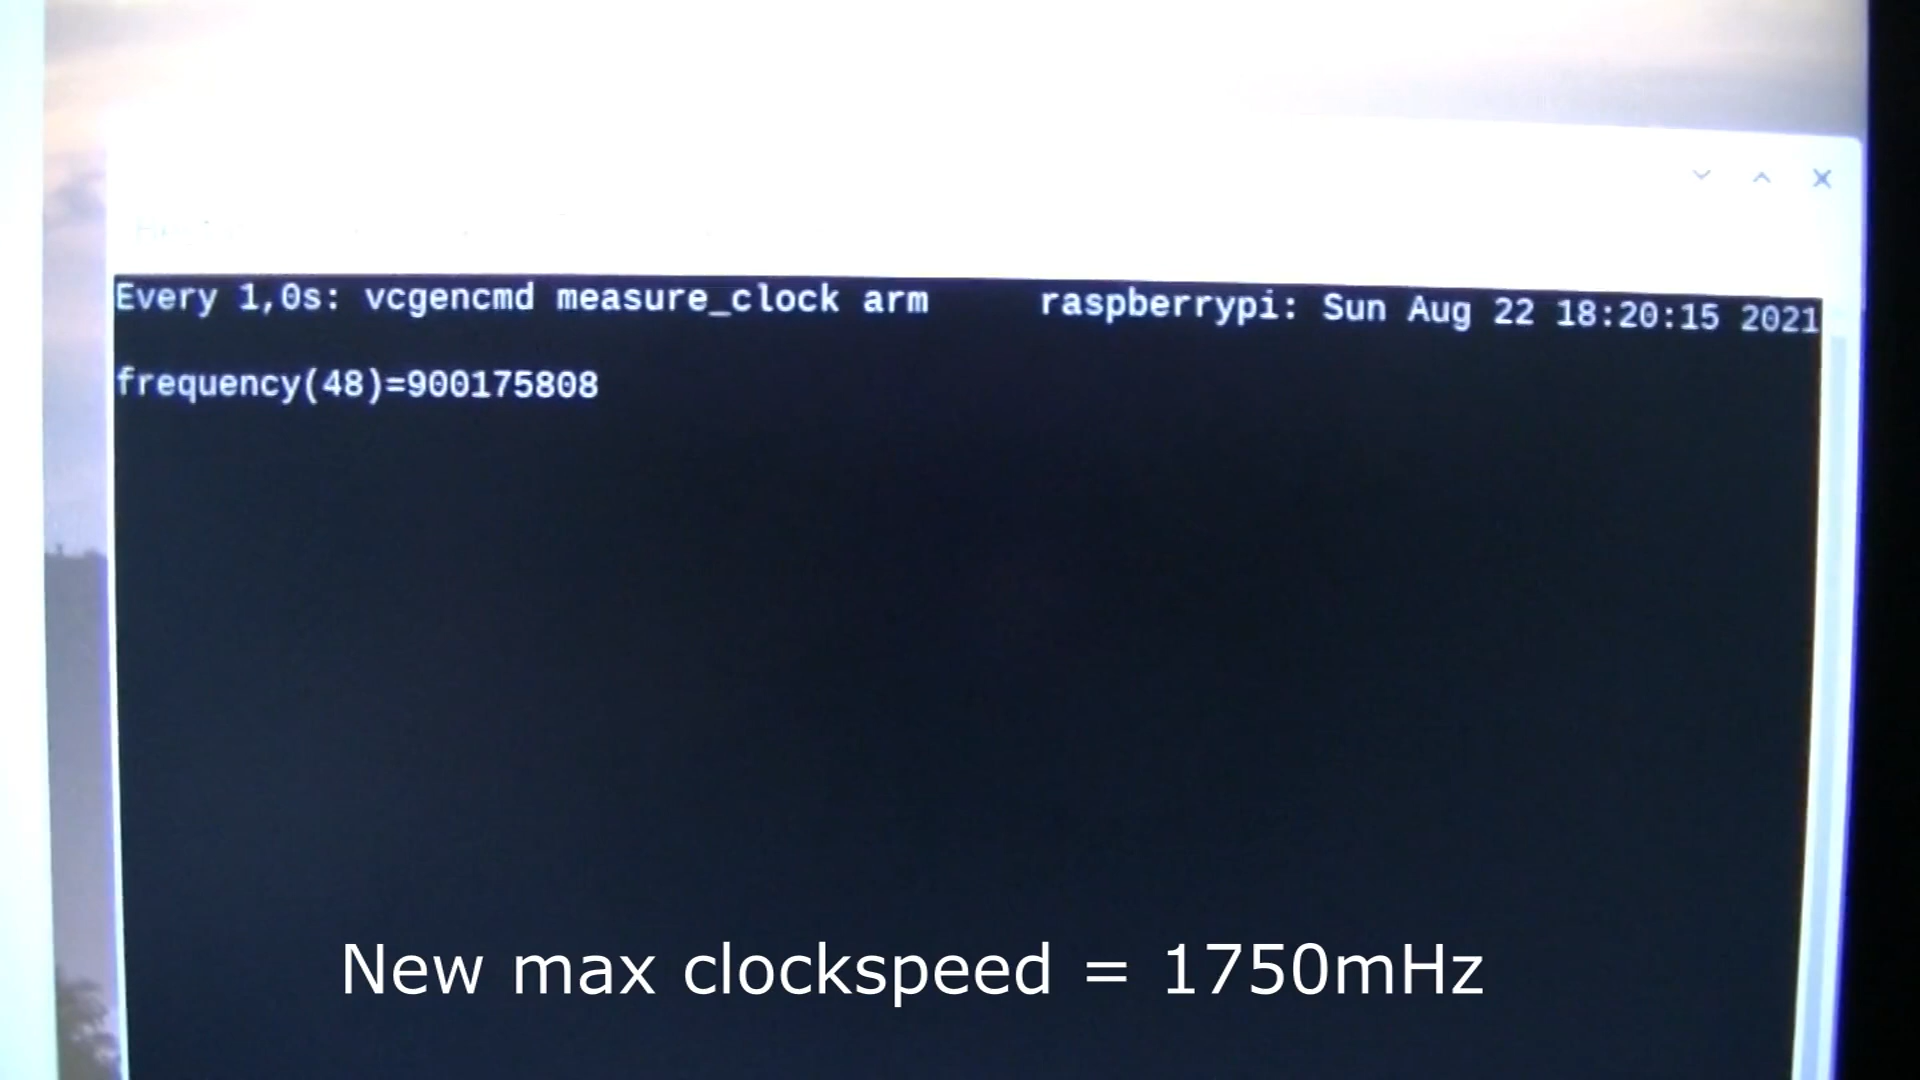 Every 1,0s: vcgencmd measure_clock arm raspberrypi: Sun Aug 22 18:20:15 2021
frequency(48)=900175808
New max clockspeed = 1750mHz